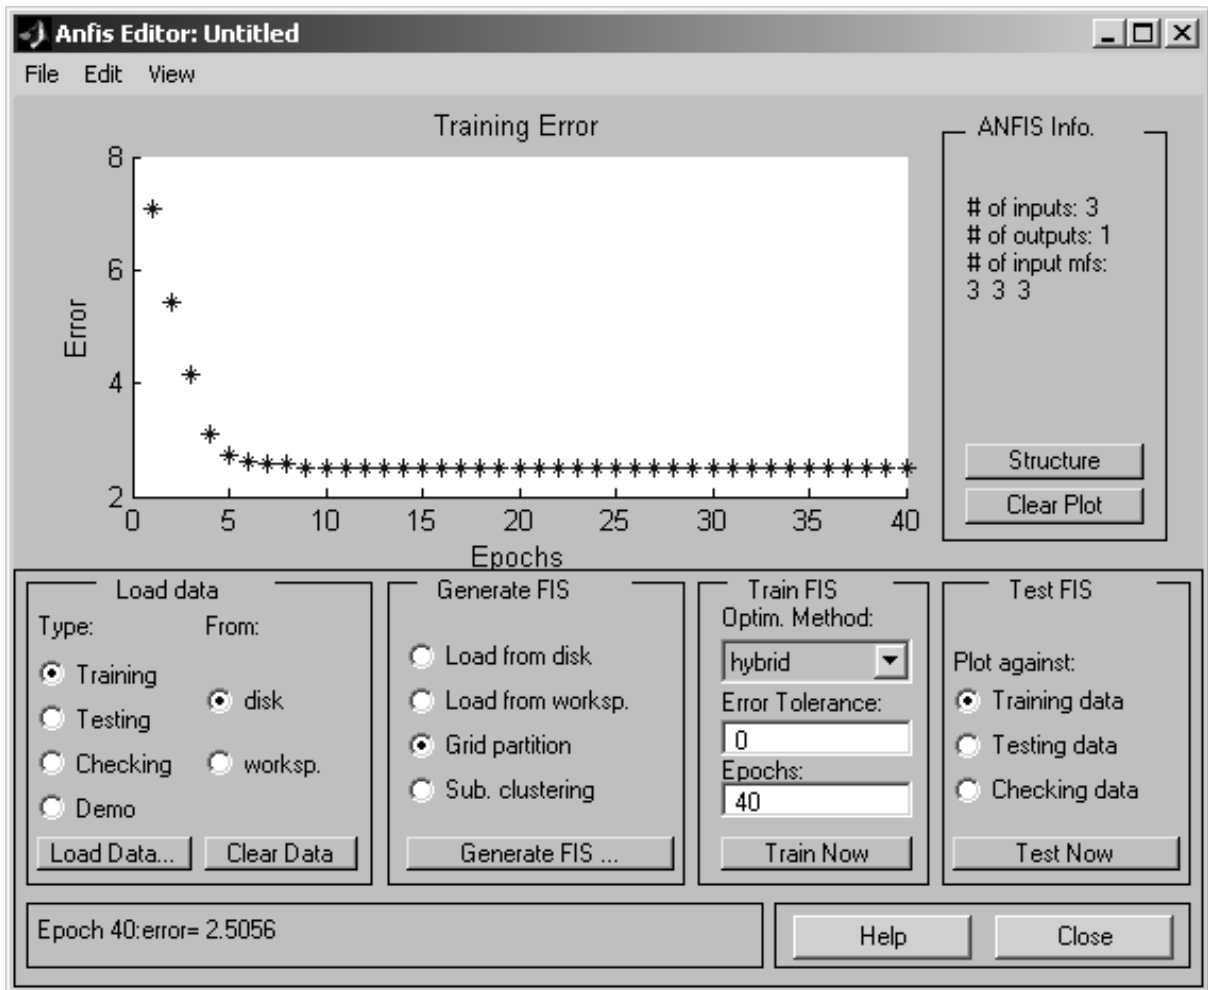 Anfis Editor: Untitled
File Edit View
Training Error
8
6
4
2
Error
0 5 10 15 20 25 30 35 40
Epochs
ANFIS Info.
# of inputs: 3
# of outputs: 1
# of input mfs:
3 3 3
Structure
Clear Plot
Load data
Type: From:
Training
Testing
Checking
Demo
disk
worksp.
Load Data... Clear Data
Generate FIS
Load from disk
Load from worksp.
Grid partition
Sub. clustering
Generate FIS ...
Train FIS
Optim. Method:
hybrid
Error Tolerance:
0
Epochs:
40
Train Now
Test FIS
Plot against:
Training data
Testing data
Checking data
Test Now
Epoch 40:error= 2.5056
Help Close